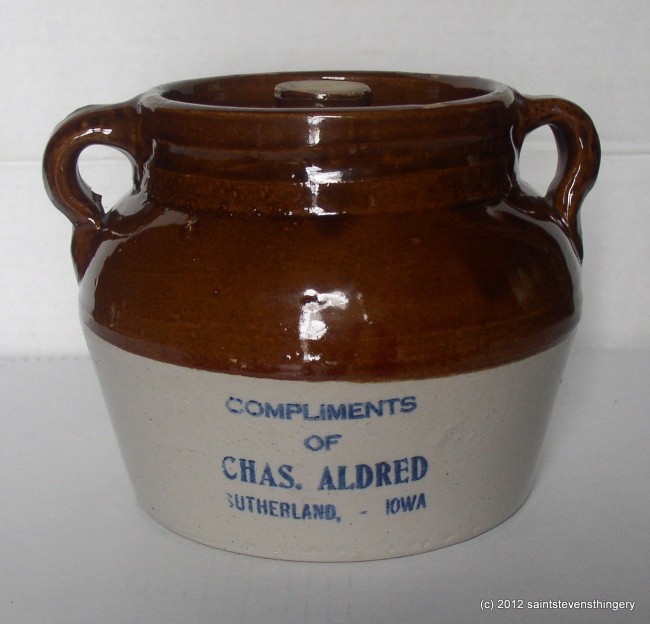 COMPLIMENTS
OF
CHAS. ALDRED
SUTHERLAND, - IOWA
(c) 2012 saintstevensthingery